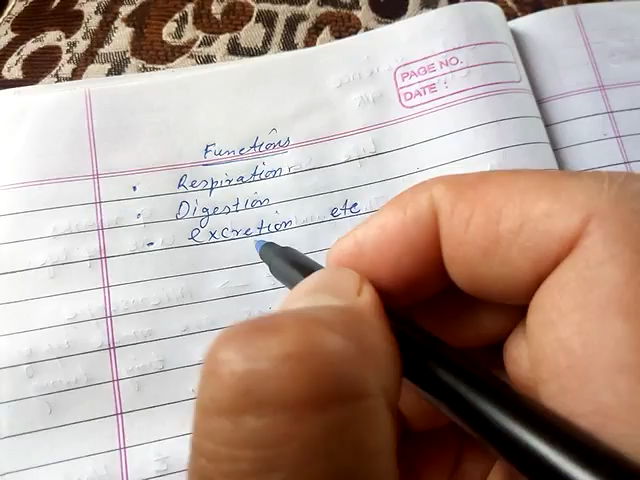 PAGE NO.
DATE :
Functions
• Respiration
• Digestion
• excretion etc